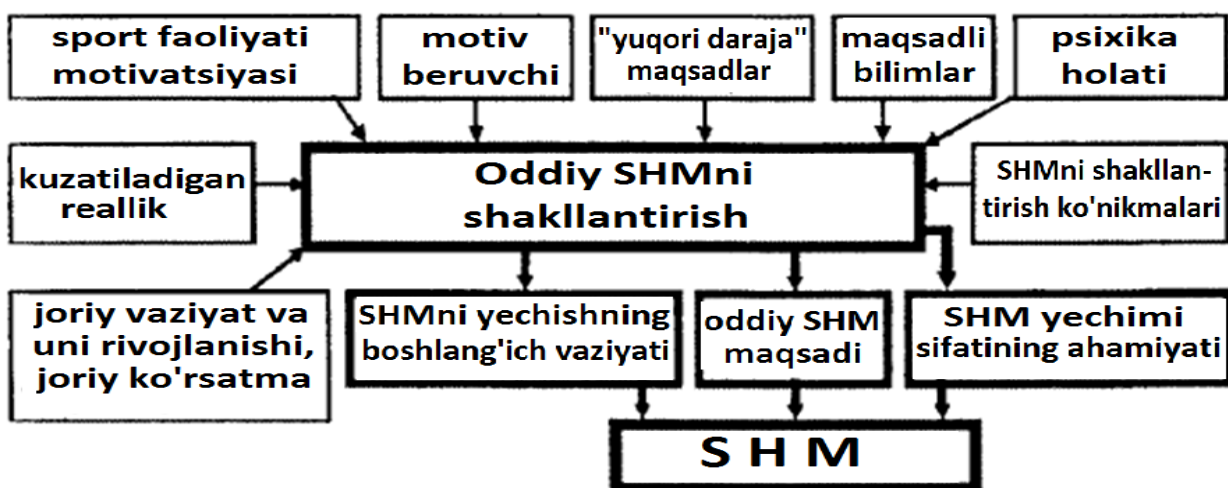 sport faoliyati
motivatsiyasi
motiv
beruvchi
"yuqori daraja"
maqsadlar
maqsadli
bilimlar
psixika
holati
kuzatiladigan
reallik
Oddiy SHMni
shakllantirish
SHMni shakllan-
tirish ko'nikmalari
joriy vaziyat va
uni rivojlanishi,
joriy ko'rsatma
SHMni yechishning
boshlang'ich vaziyati
oddiy SHM
maqsadi
SHM yechimi
sifatining ahamiyati
S H M